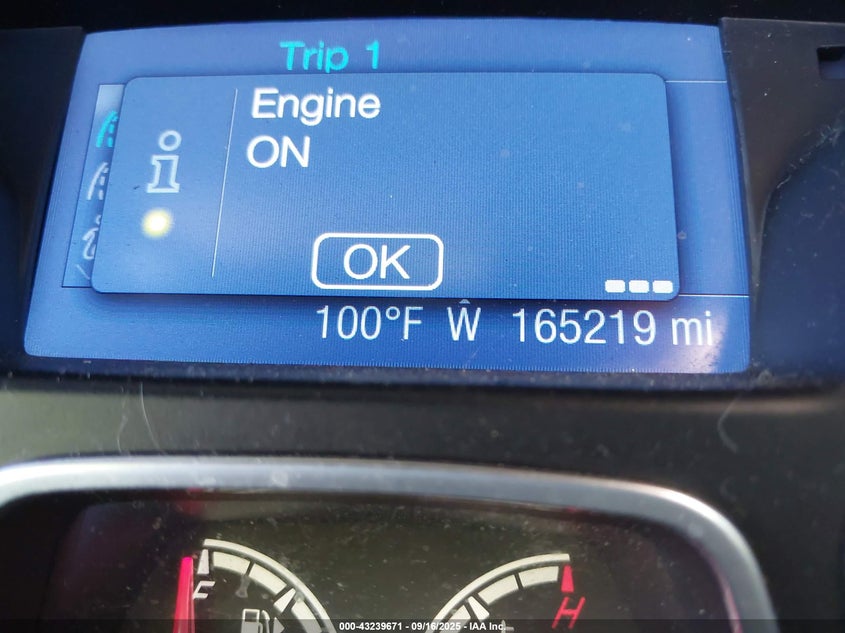 Trip 1
Engine
ON
OK
100°F W 165219 mi
F H
000-43239671 - 09/16/2025 - IAA Inc.